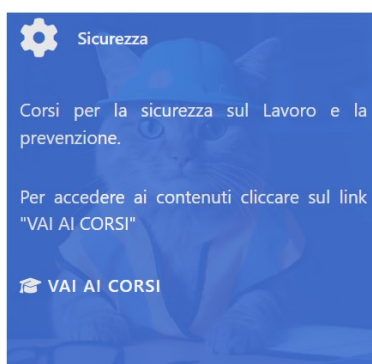 Sicurezza
Corsi per la sicurezza sul Lavoro e la
prevenzione.
Per accedere ai contenuti cliccare sul link
"VAI AI CORSI"
VAI AI CORSI